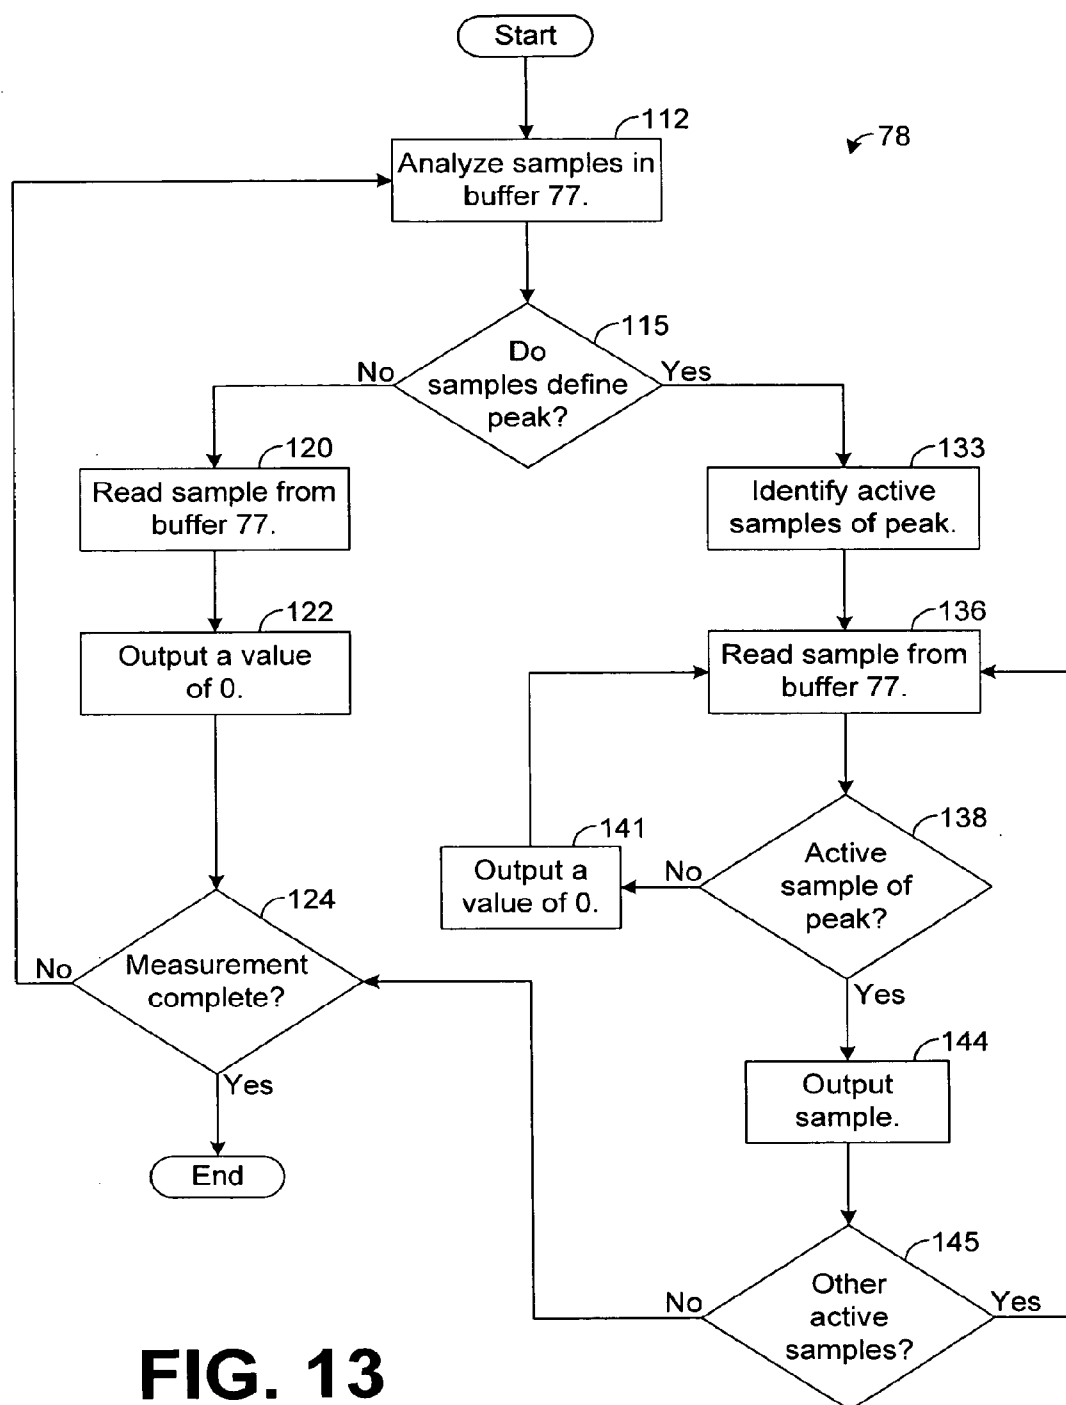 Start
112
Analyze samples in
buffer 77.
78
115
Do
samples define
peak?
No
Yes
120
Read sample from
buffer 77.
133
Identify active
samples of peak.
122
Output a value
of 0.
136
Read sample from
buffer 77.
138
Active
sample of
peak?
No
Yes
141
Output a
value of 0.
124
Measurement
complete?
No
Yes
End
144
Output
sample.
145
Other
active
samples?
No
Yes
FIG. 13